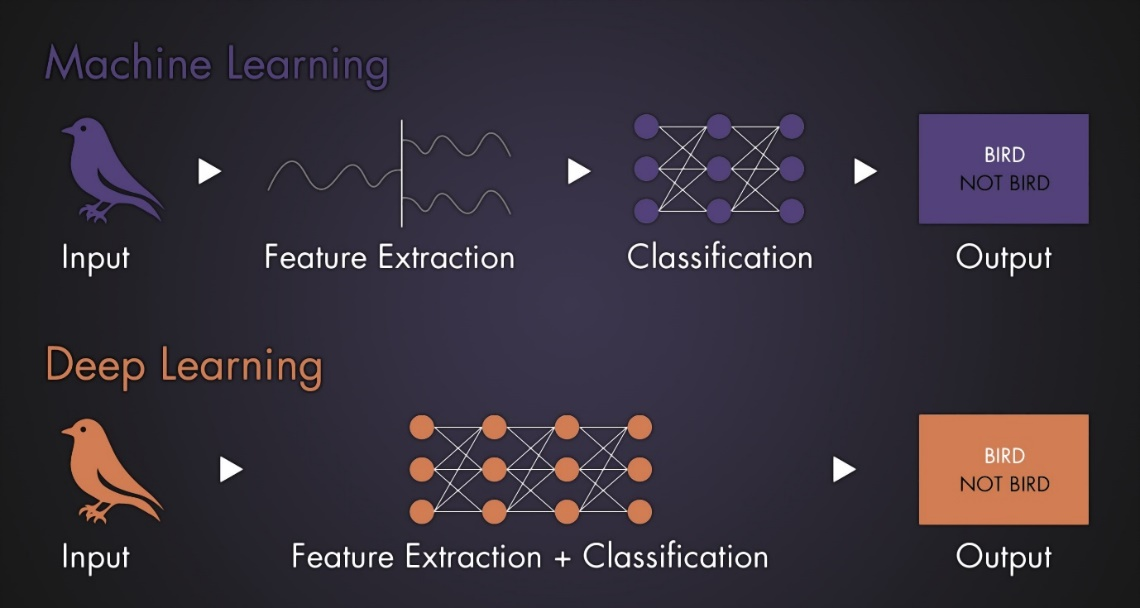 Machine Learning
BIRD
NOT BIRD
Input
Feature Extraction
Classification
Output
Deep Learning
BIRD
NOT BIRD
Input
Feature Extraction + Classification
Output